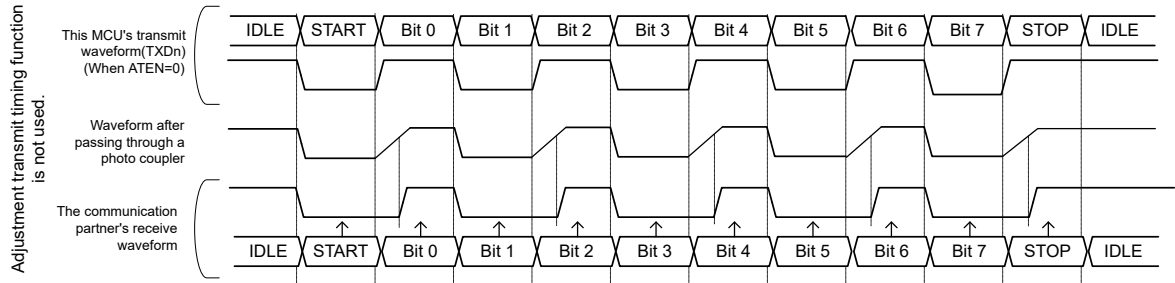 Adjustment transmit timing function
is not used.
This MCU's transmit
waveform(TXDn)
(When ATEN=0)
IDLE START Bit 0 Bit 1 Bit 2 Bit 3 Bit 4 Bit 5 Bit 6 Bit 7 STOP IDLE
Waveform after
passing through a
photo coupler
The communication
partner's receive
waveform
IDLE START Bit 0 Bit 1 Bit 2 Bit 3 Bit 4 Bit 5 Bit 6 Bit 7 STOP IDLE